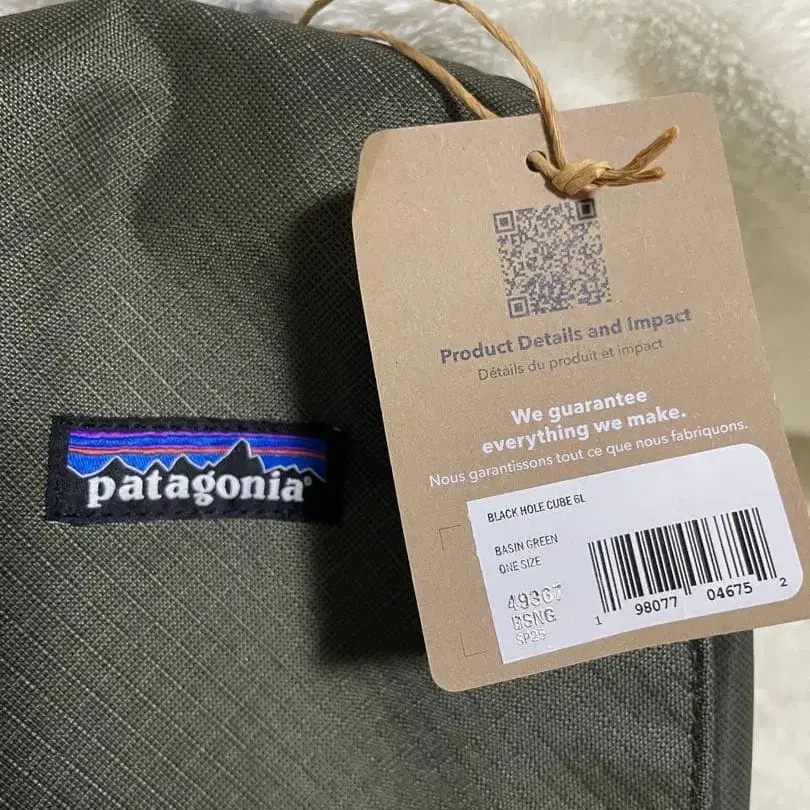 patagonia®
Product Details and Impact
Détails du produit et impact
We guarantee
everything we make.
Nous garantissons tout ce que nous fabriquons.
BLACK HOLE CUBE 6L
BASIN GREEN
ONE SIZE
49367
BSNG
SP25
1 98077 04675 2